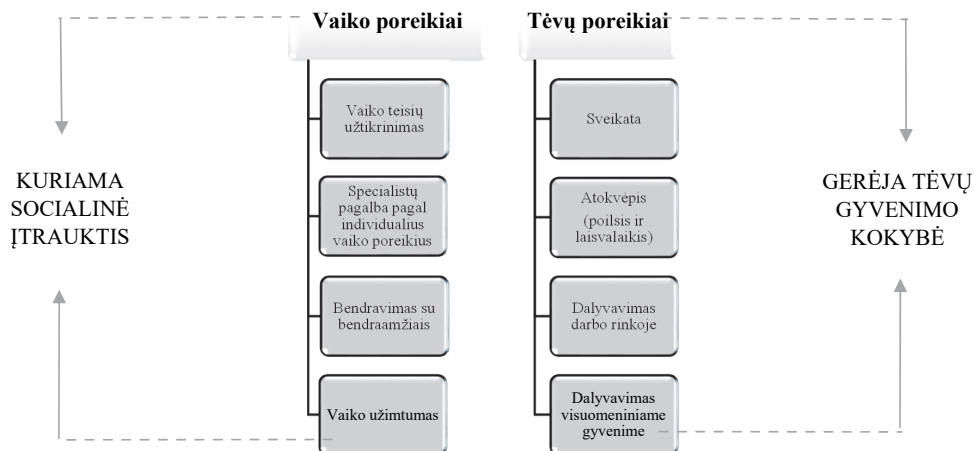 Vaiko poreikiai
Tėvų poreikiai
Vaiko teisių
užtikrinimas
Specialistų
pagalba pagal
individualius
vaiko poreikius
Bendravimas su
bendraamžiais
Vaiko užimtumas
Sveikata
Atokvėpis
(poilsis ir
laisvalaikis)
Dalyvavimas
darbo rinkoje
Dalyvavimas
visuomeniniame
gyvenime
KURIAMA
SOCIALINĖ
ĮTRAUKTIS
GERĖJA TĖVŲ
GYVENIMO
KOKYBĖ